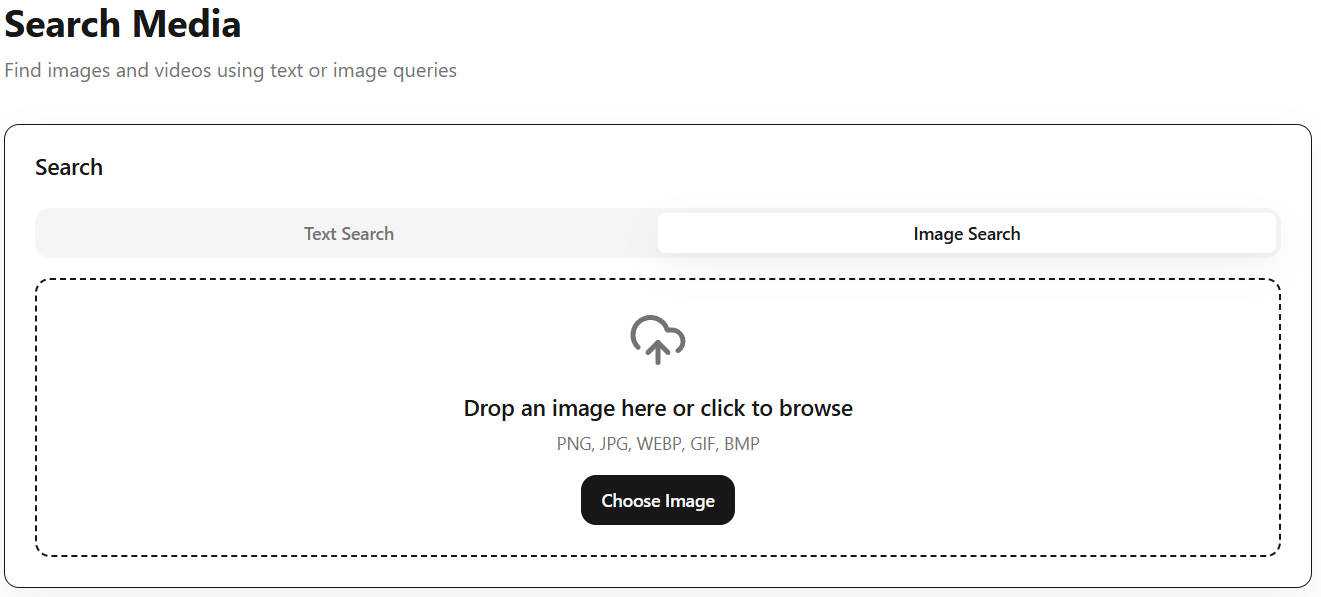 Search Media
Find images and videos using text or image queries
Search
Text Search
Image Search
Drop an image here or click to browse
PNG, JPG, WEBP, GIF, BMP
Choose Image